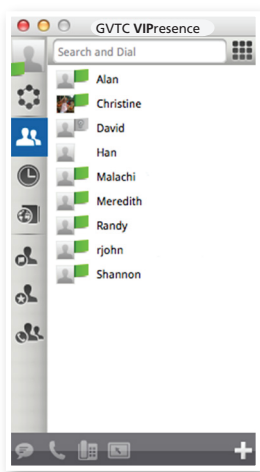 GVTC VIPresence
Search and Dial
Alan
Christine
David
Han
Malachi
Meredith
Randy
rjohn
Shannon